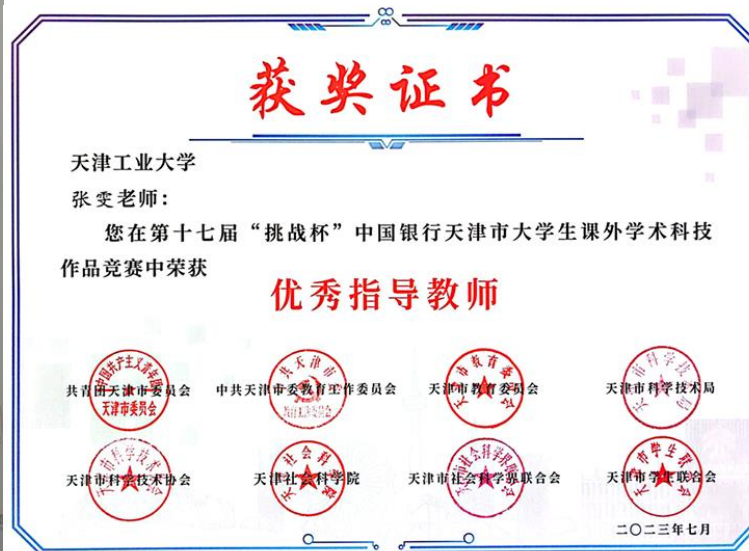 获奖证书
天津工业大学
张雯老师：
您在第十七届“挑战杯”中国银行天津市大学生课外学术科技
作品竞赛中荣获
优秀指导教师
共青团天津市委员会 中共天津市委教育工作委员会 天津市教育委员会 天津市科学技术局
天津市科学技术协会 天津社会科学院 天津市社会科学界联合会 天津市学生联合会
二〇二三年七月